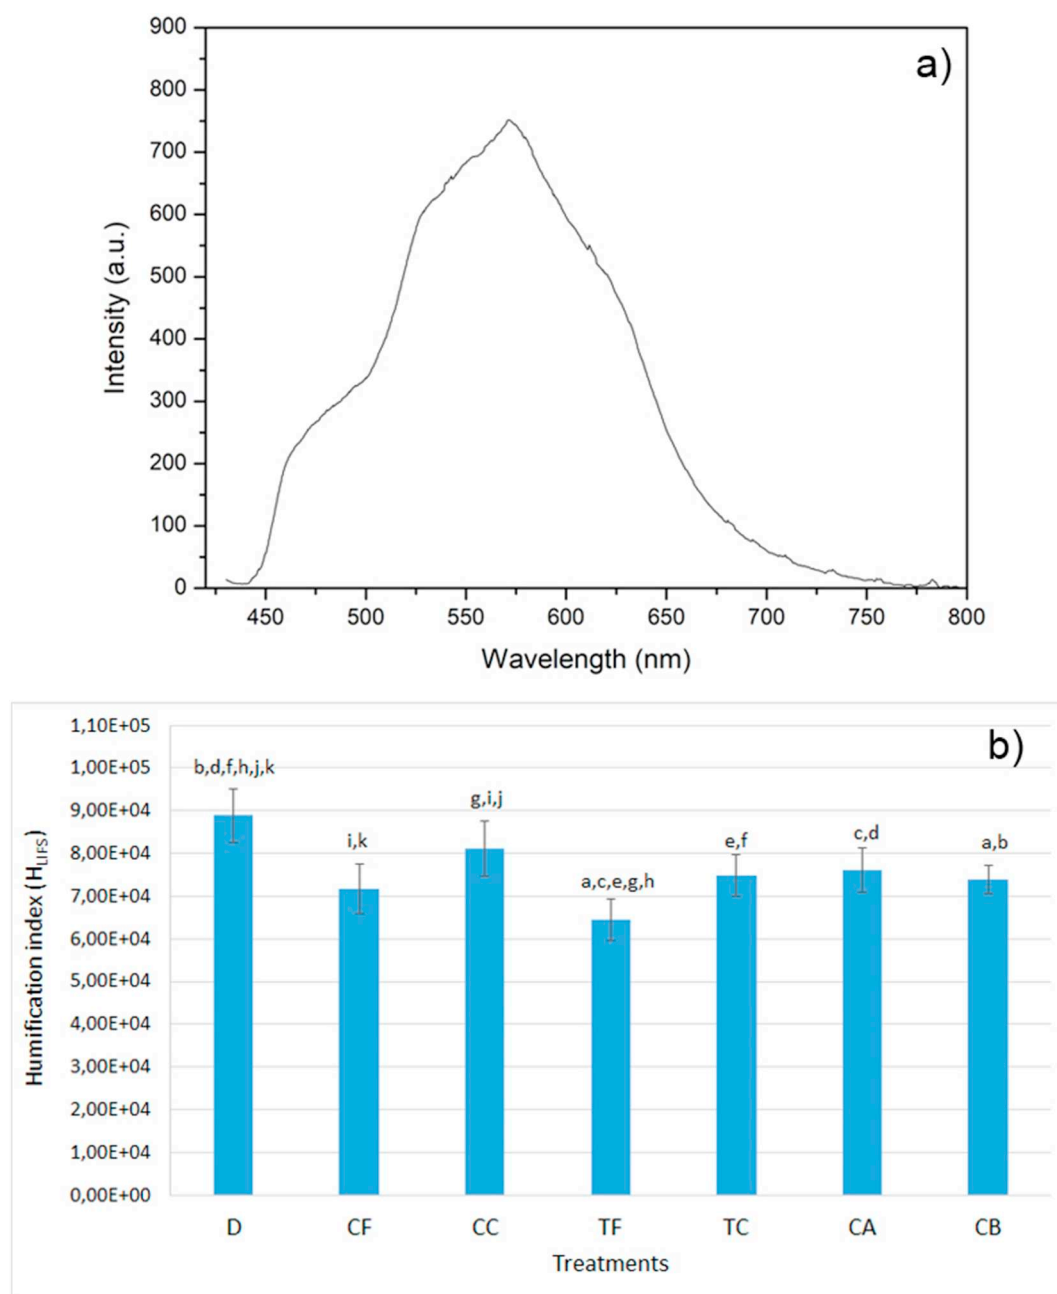 a)
900
800
700
600
500
400
300
200
100
0
Intensity (a.u.)
450 500 550 600 650 700 750 800
Wavelength (nm)
b)
1,10E+05
1,00E+05
9,00E+04
8,00E+04
7,00E+04
6,00E+04
5,00E+04
4,00E+04
3,00E+04
2,00E+04
1,00E+04
0,00E+00
Humification index (HLIFS)
b,d,f,h,j,k
i,k
g,i,j
a,c,e,g,h
e,f
c,d
a,b
D CF CC TF TC CA CB
Treatments